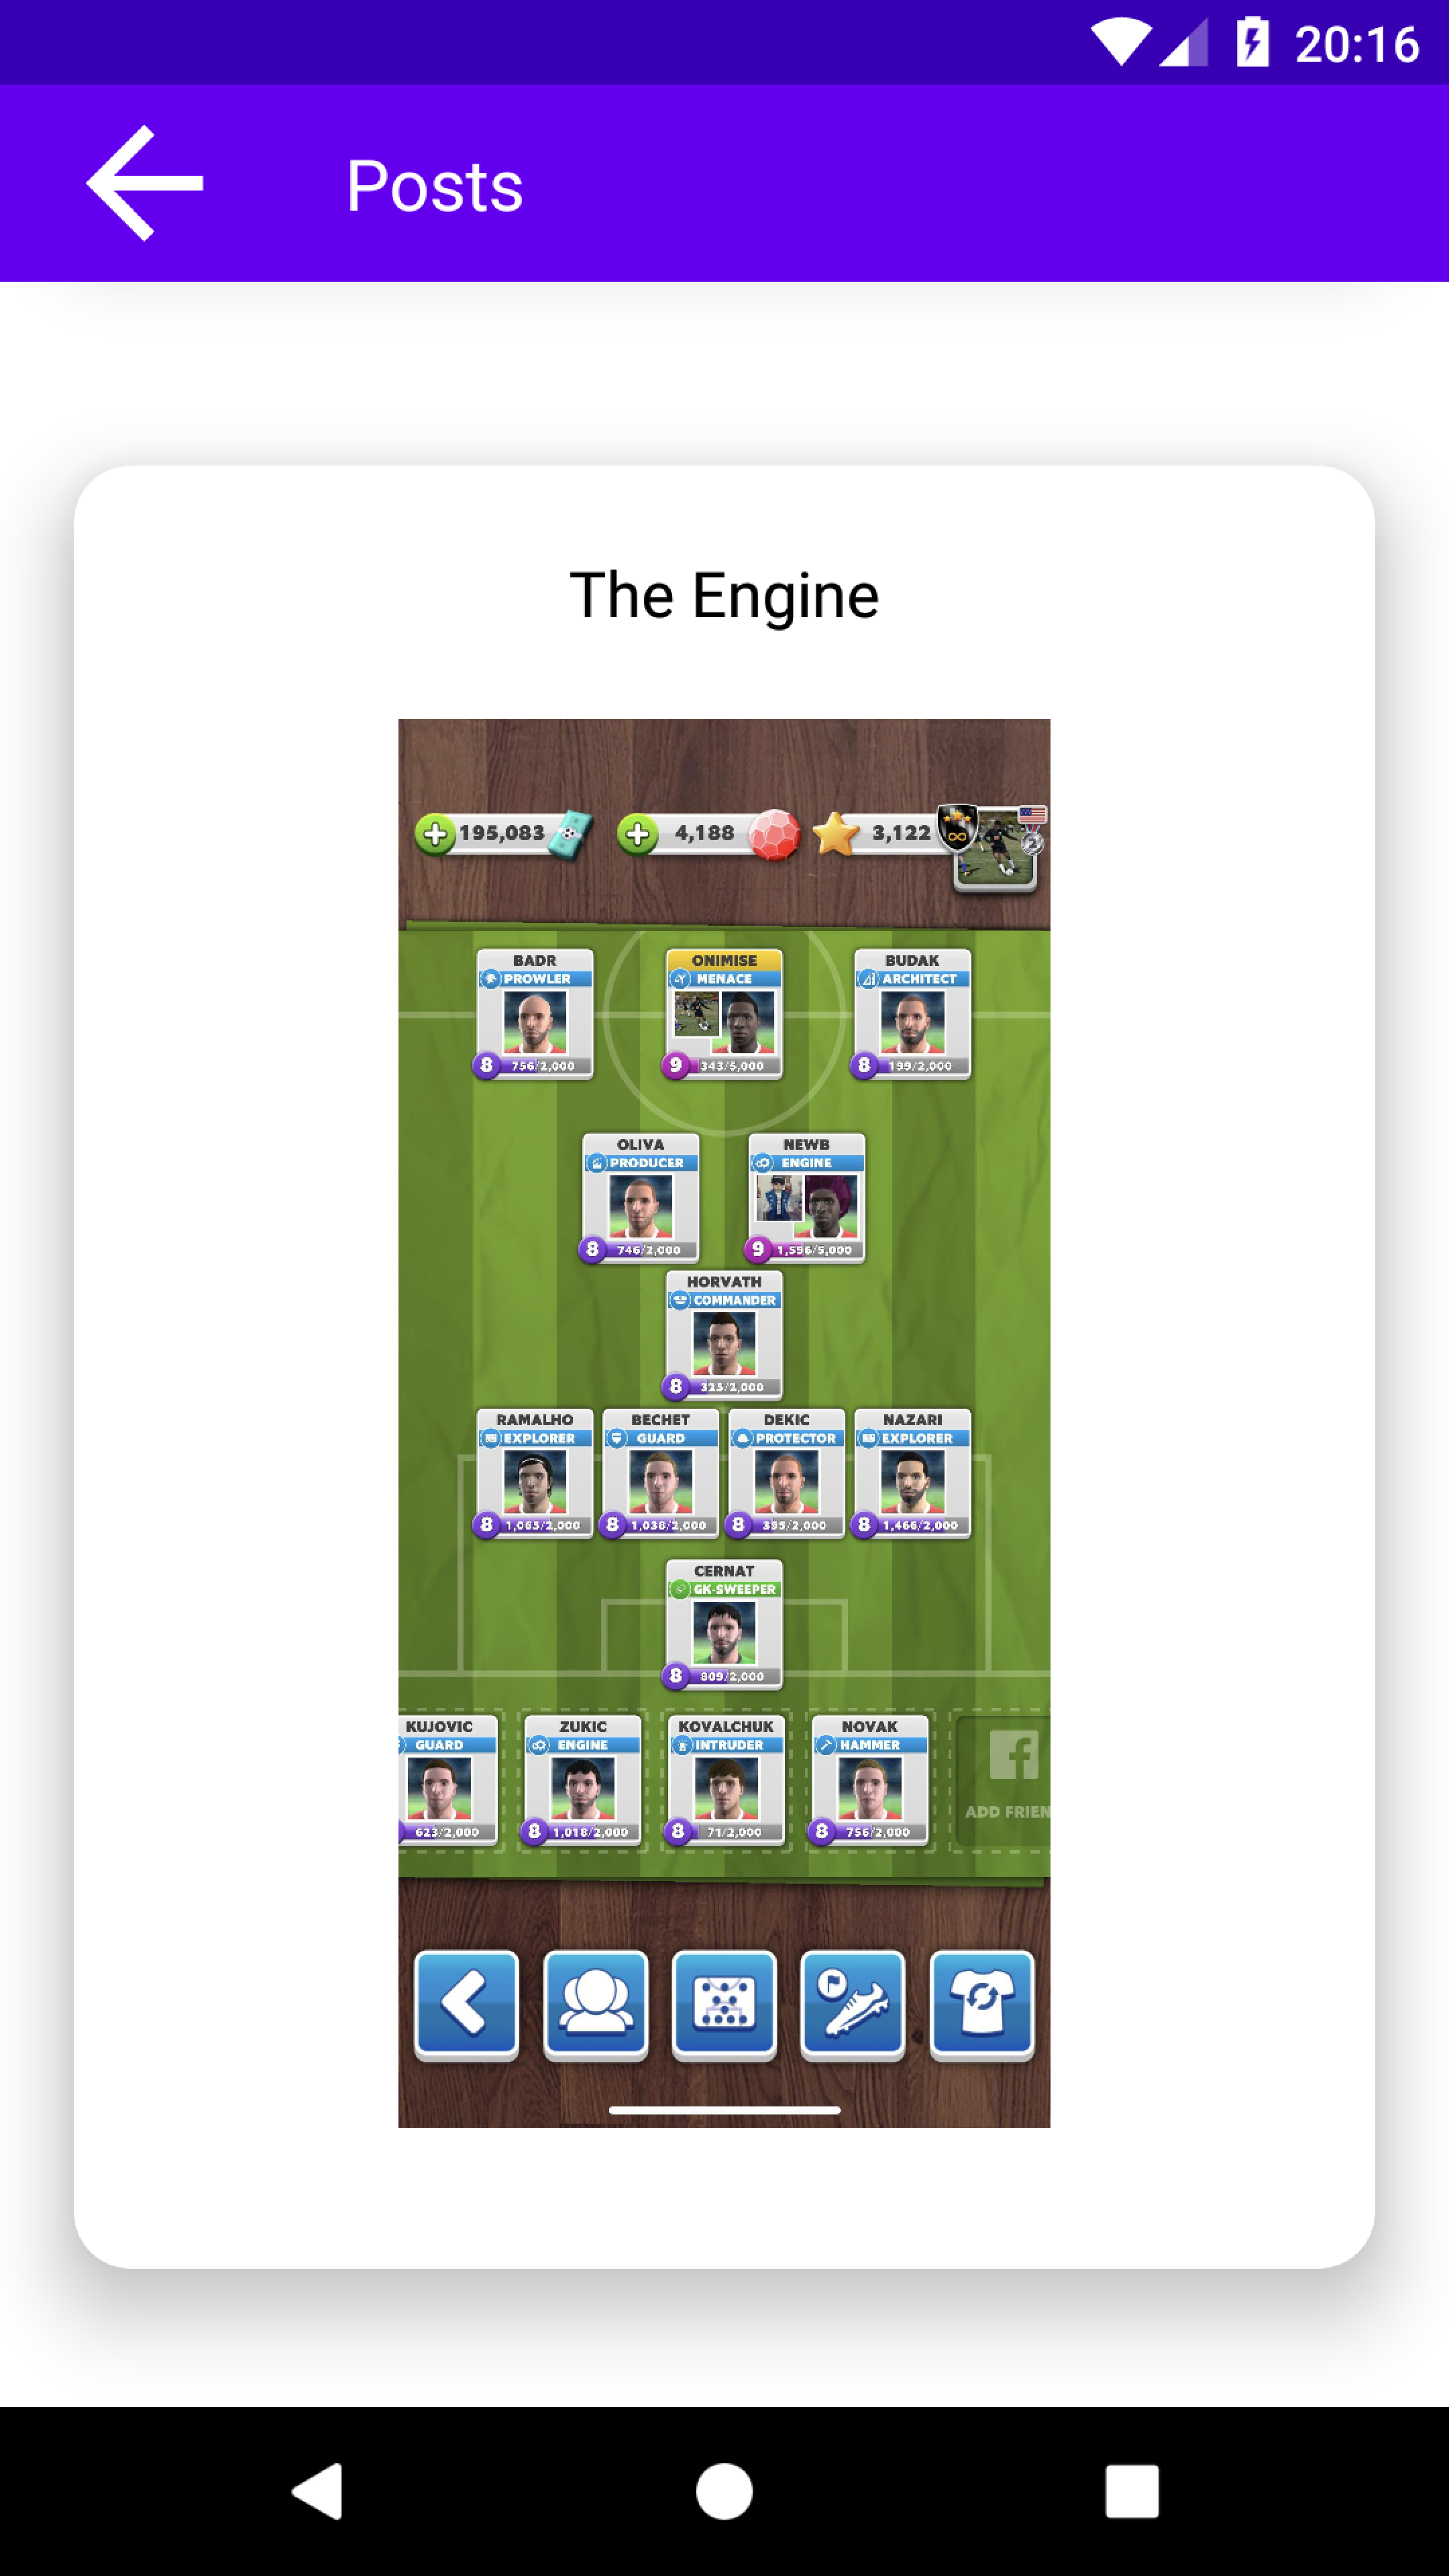 20:16
Posts
The Engine
195,083 4,188 3,122
2
BADR ONIMISE BUDAK
PROWLER MENACE ARCHITECT
8 756/2,000 9 343/5,000 8 199/2,000
OLIVA NEWB
PRODUCER ENGINE
8 746/2,000 9 1,596/5,000
HORVATH
COMMANDER
8 325/2,000
RAMALHO BECHET DEKIC NAZARI
EXPLORER GUARD PROTECTOR EXPLORER
8 1,065/2,000 8 1,038/2,000 8 395/2,000 8 1,466/2,000
CERNAT
GK-SWEEPER
8 809/2,000
KUJOVIC ZUKIC KOVALCHUK NOVAK
GUARD ENGINE INTRUDER HAMMER
ADD FRIEN
623/2,000 8 1,018/2,000 8 71/2,000 8 756/2,000